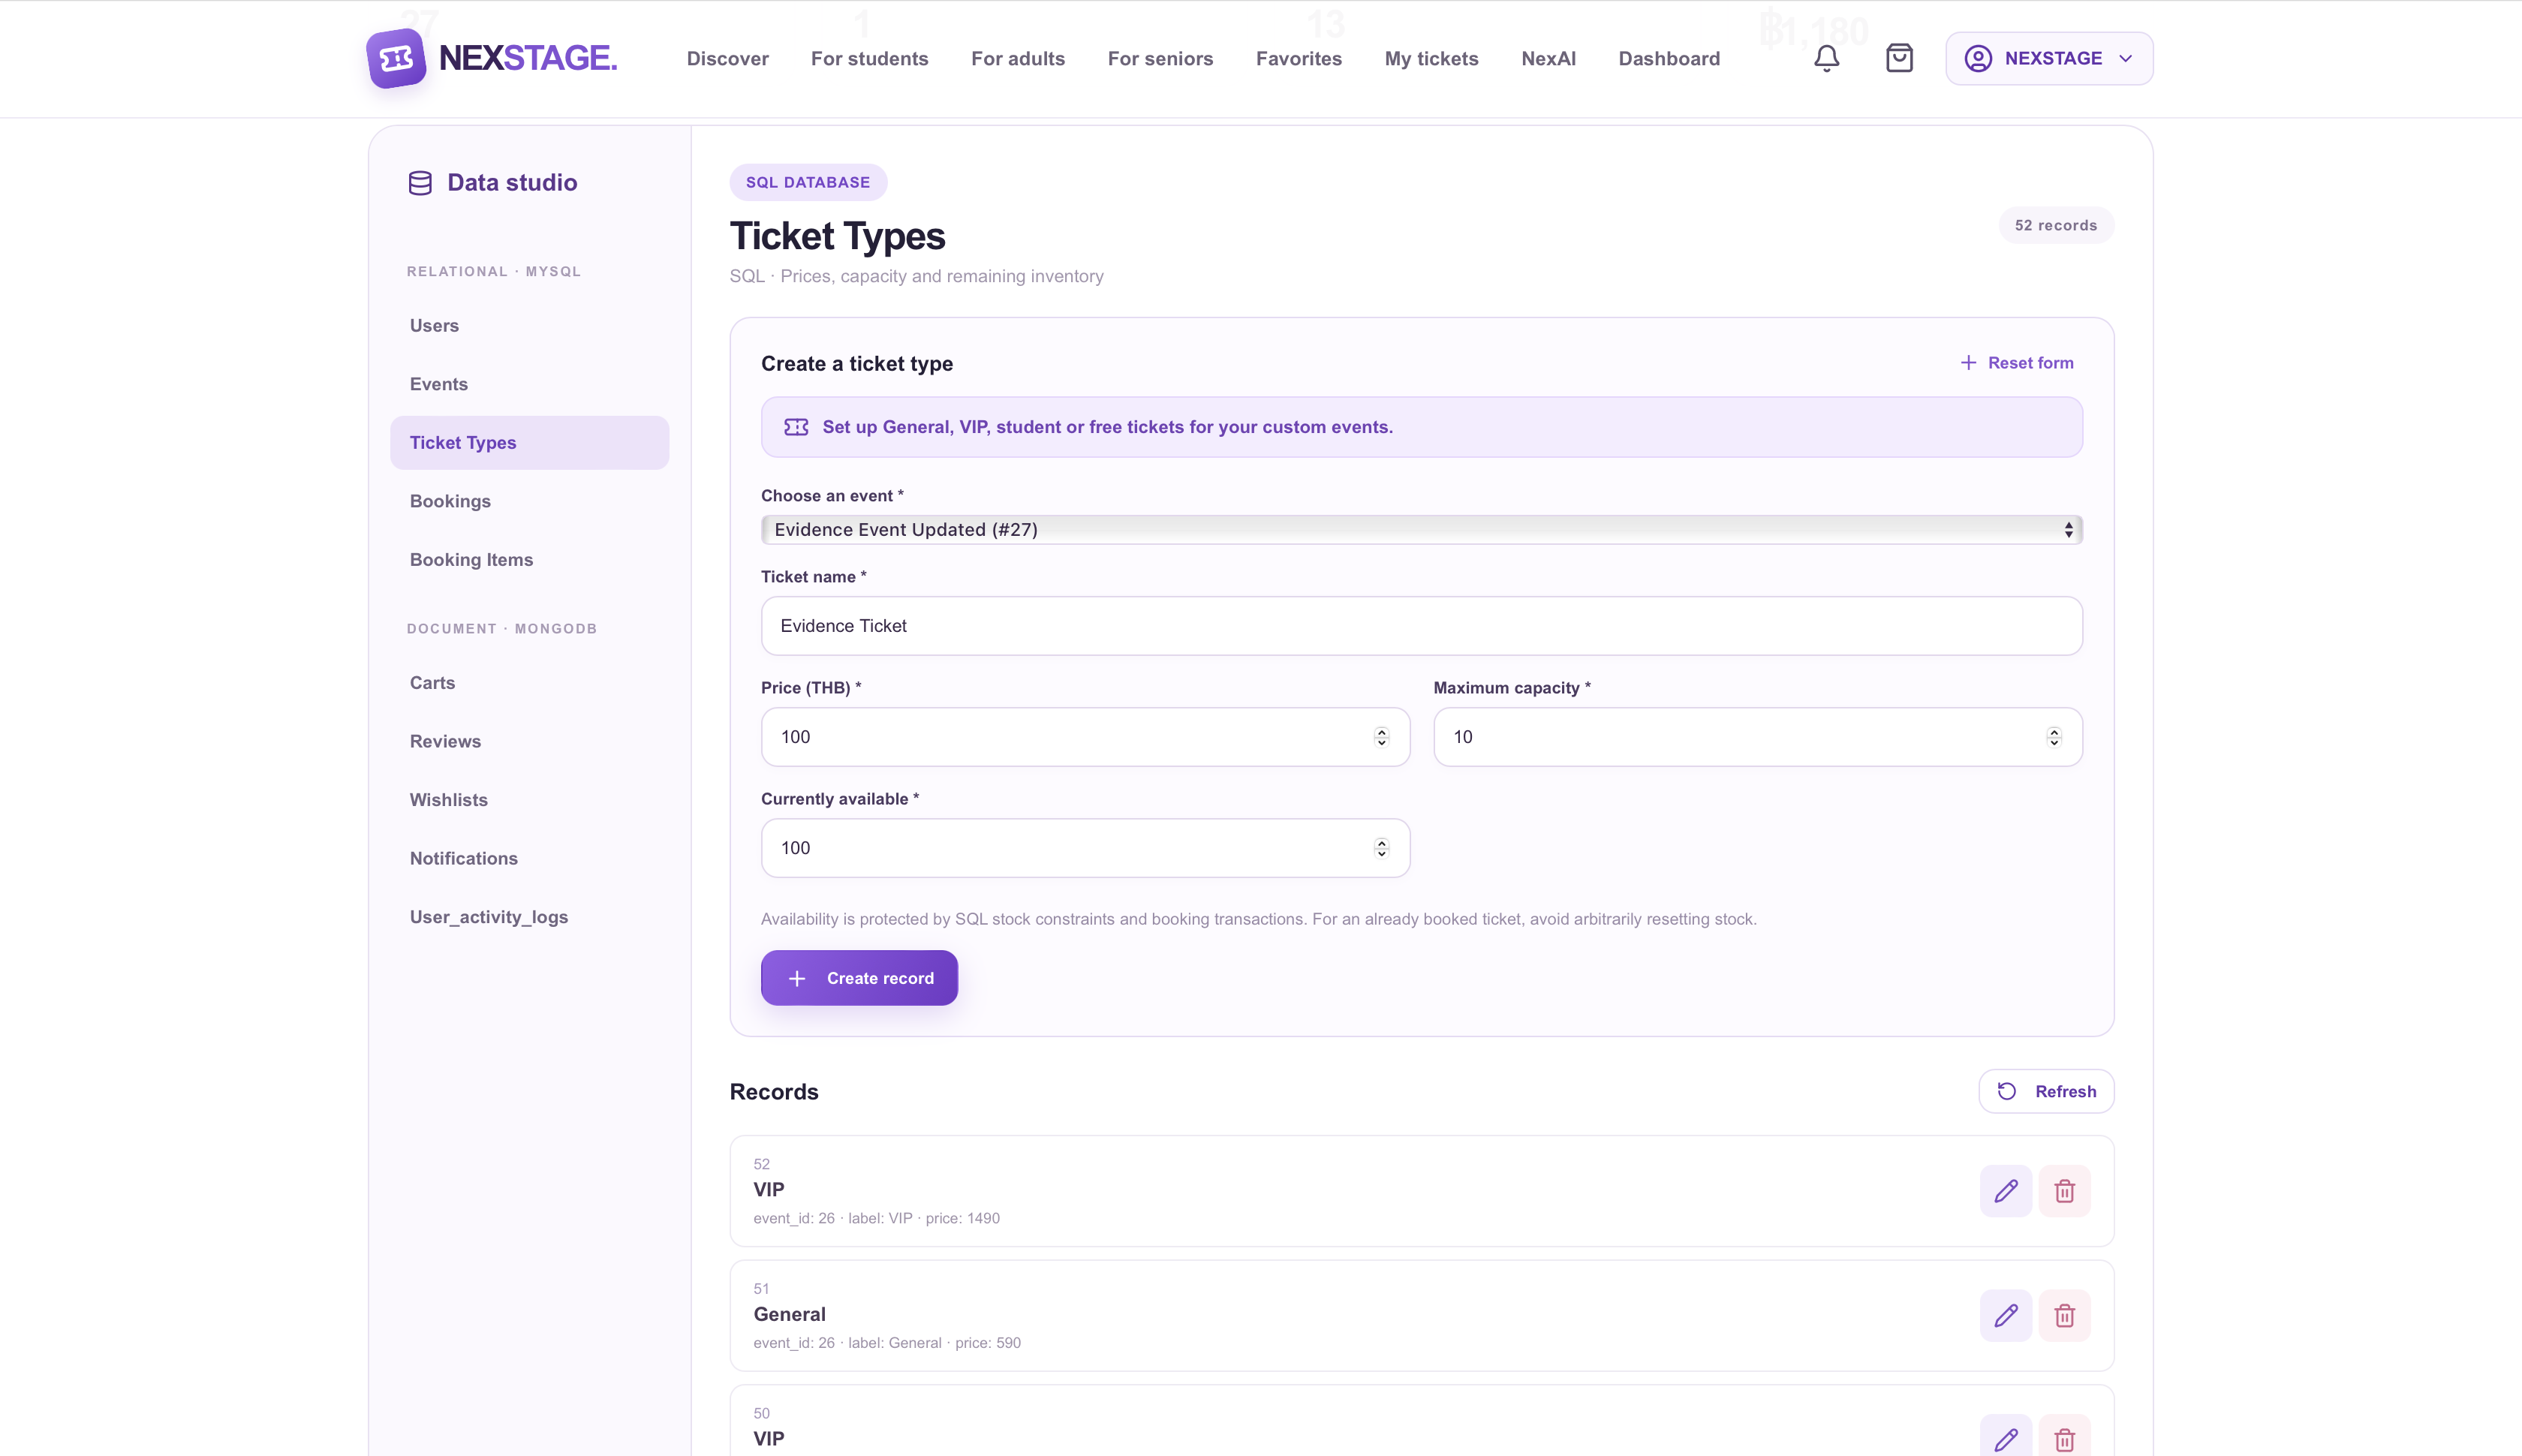 27 1 13 ฿1,180
NEXSTAGE.
Discover For students For adults For seniors Favorites My tickets NexAI Dashboard
NEXSTAGE
Data studio
RELATIONAL · MYSQL
Users
Events
Ticket Types
Bookings
Booking Items
DOCUMENT · MONGODB
Carts
Reviews
Wishlists
Notifications
User_activity_logs
SQL DATABASE
Ticket Types
52 records
SQL · Prices, capacity and remaining inventory
Create a ticket type
Reset form
Set up General, VIP, student or free tickets for your custom events.
Choose an event *
Evidence Event Updated (#27)
Ticket name *
Evidence Ticket
Price (THB) * Maximum capacity *
100 10
Currently available *
100
Availability is protected by SQL stock constraints and booking transactions. For an already booked ticket, avoid arbitrarily resetting stock.
Create record
Records
Refresh
52
VIP
event_id: 26 · label: VIP · price: 1490
51
General
event_id: 26 · label: General · price: 590
50
VIP